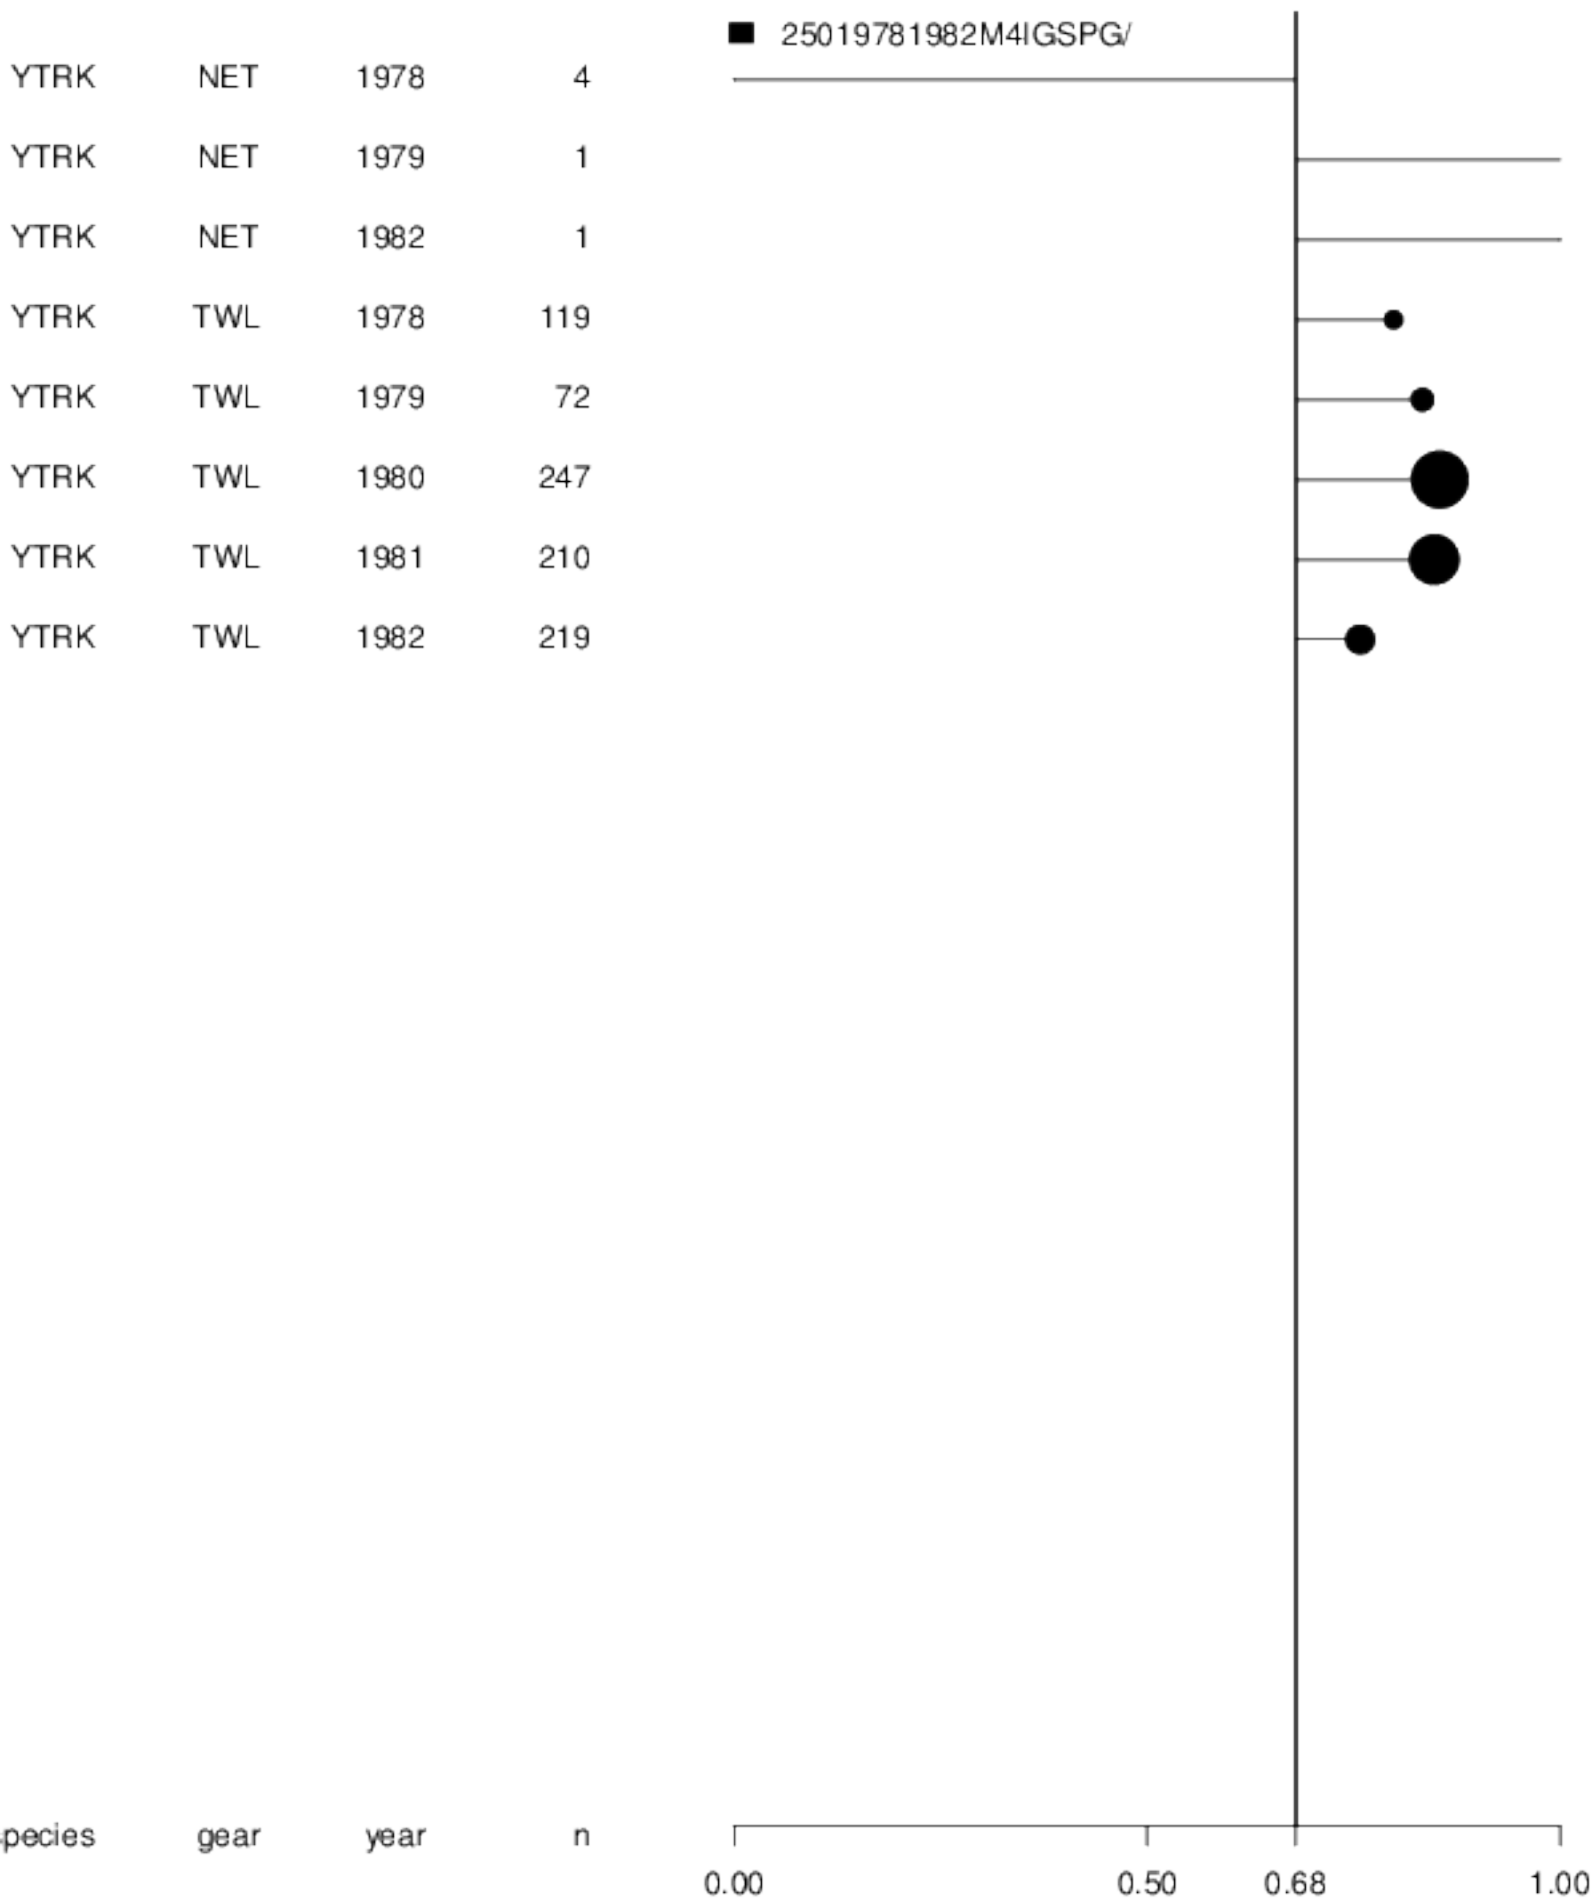 25019781982M4IGSPG/
YTRK NET 1978 4
YTRK NET 1979 1
YTRK NET 1982 1
YTRK TWL 1978 119
YTRK TWL 1979 72
YTRK TWL 1980 247
YTRK TWL 1981 210
YTRK TWL 1982 219
pecies gear year n
0.00 0.50 0.68 1.00